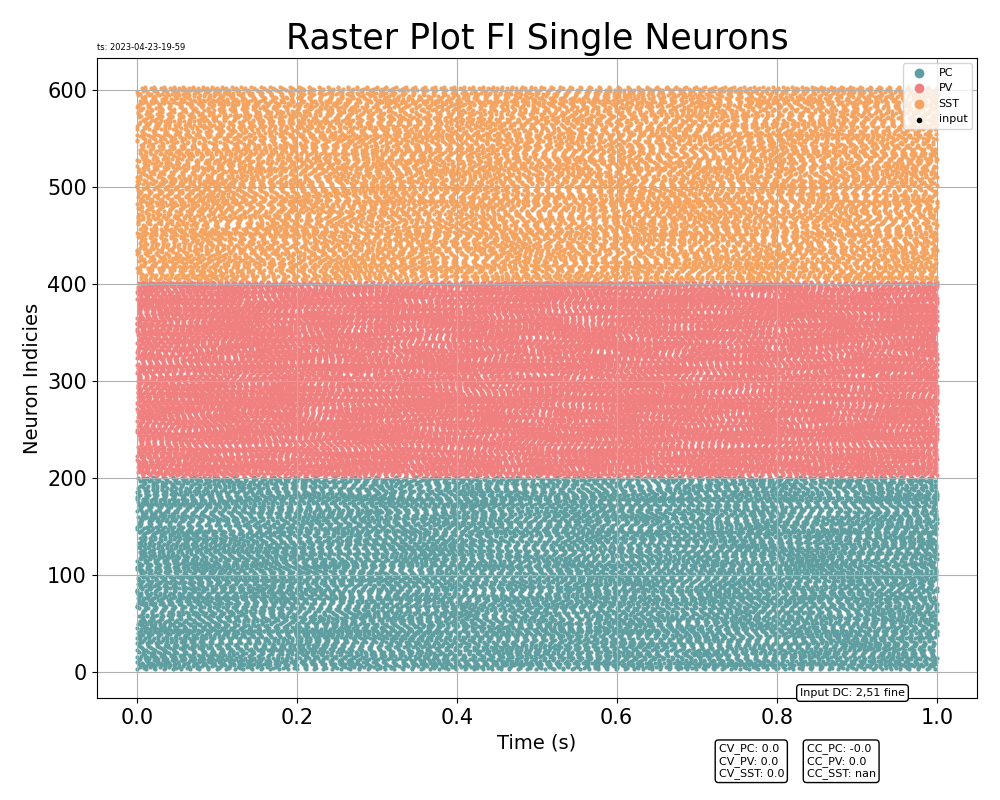 Raster Plot FI Single Neurons
ts: 2023-04-23-19-59
PC
PV
SST
input
600
500
400
300
200
100
0
Neuron Indicies
Input DC: 2,51 fine
0.0 0.2 0.4 0.6 0.8 1.0
Time (s)
CV_PC: 0.0
CV_PV: 0.0
CV_SST: 0.0
CC_PC: -0.0
CC_PV: 0.0
CC_SST: nan